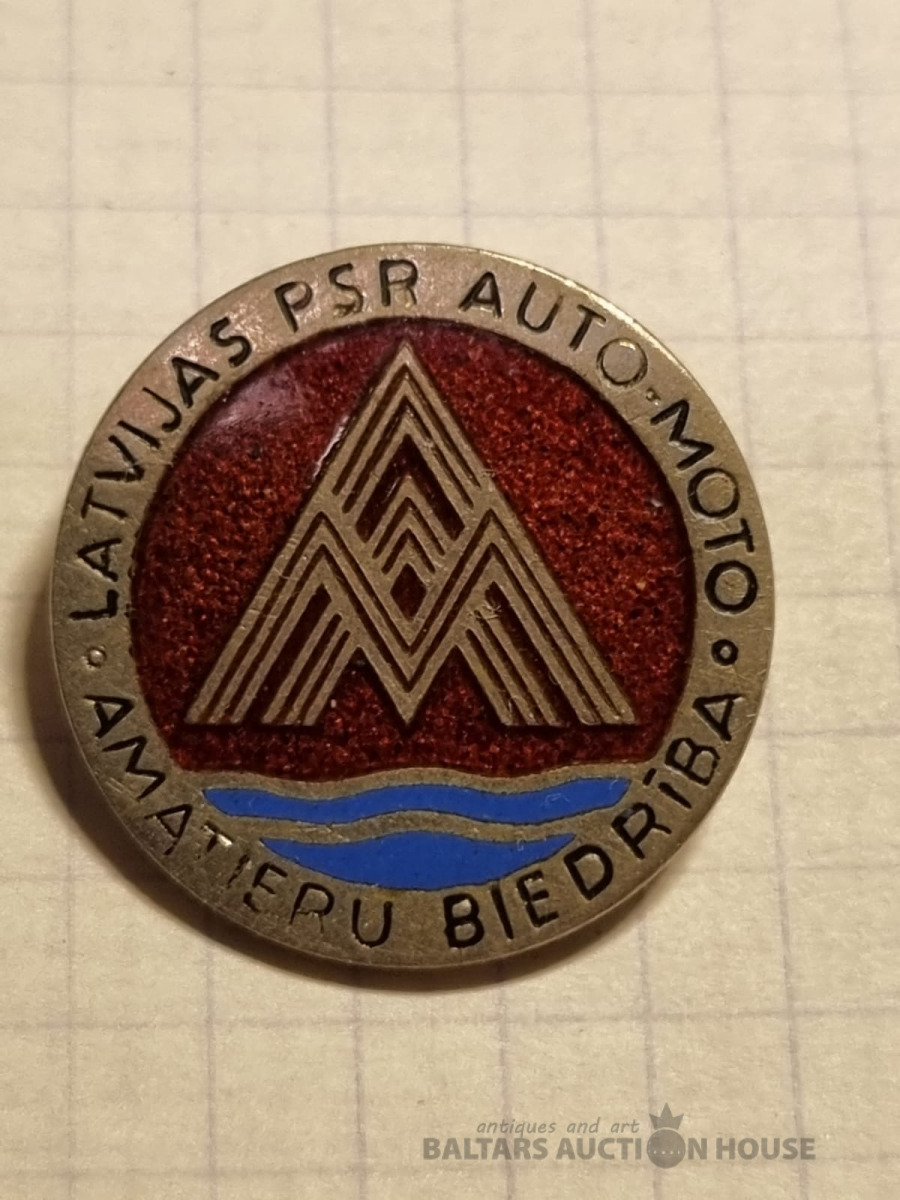 LATVIJAS PSR AUTO-MOTO
AMATIERU BIEDRĪBA
antiques and art
BALTARS AUCTION HOUSE